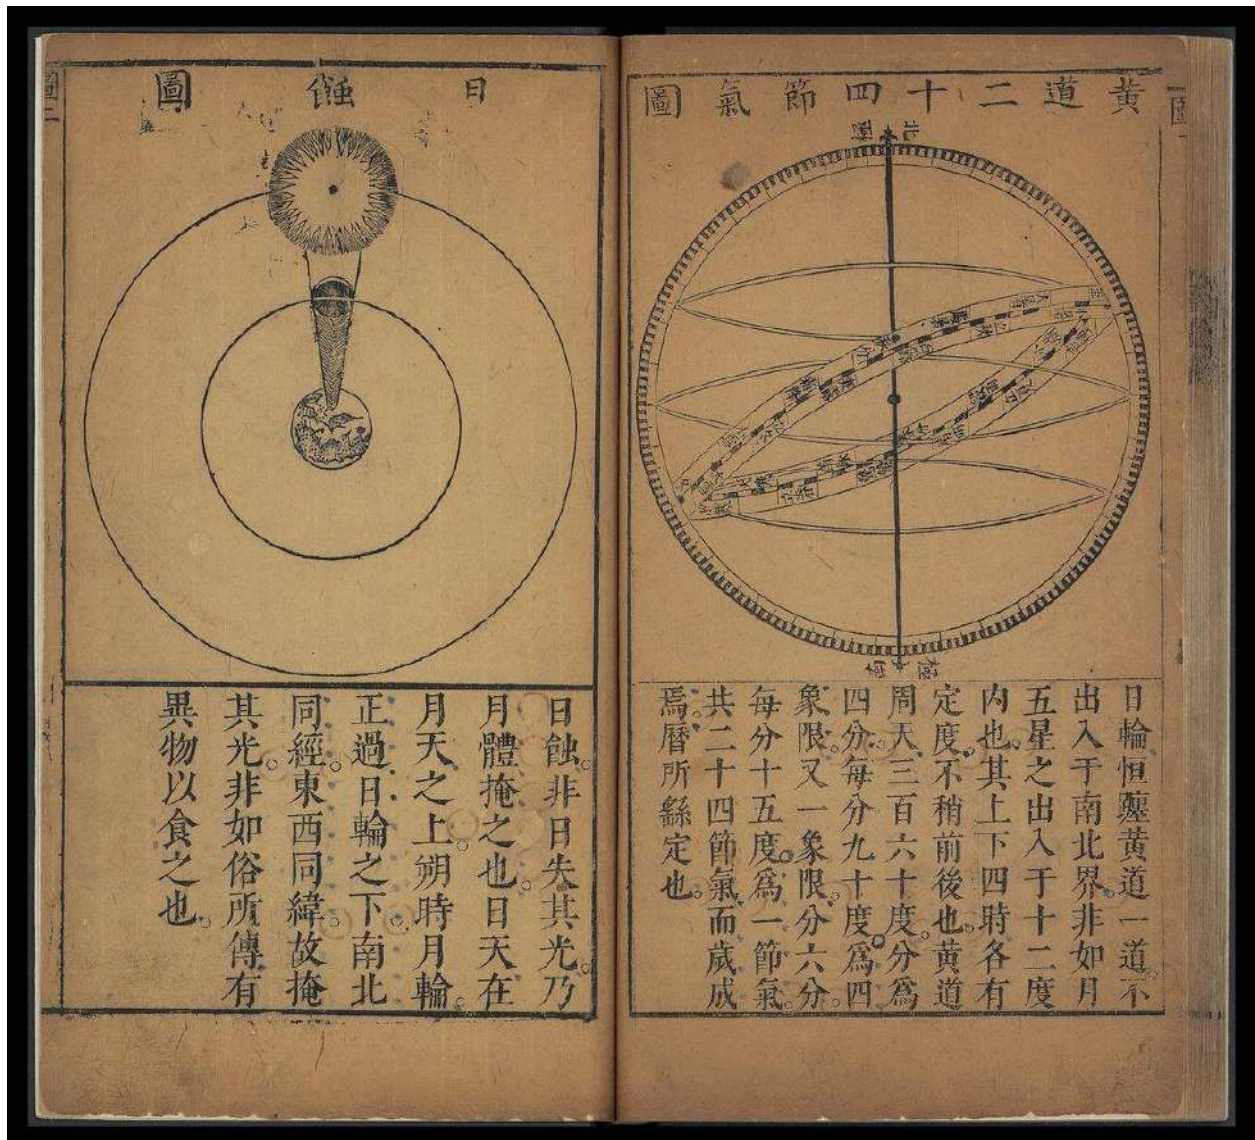 黃道二十四節氣圖
北極
南極
日輪恒躔黃道一道不
出入于南北界非如月
五星之出入于十二度
內也其上下四時各有
定度不稍前後也黃道
周天三百六十度分爲
四分每分九十度爲四
象限又一象限分六分
每分十五度爲一節氣
共二十四節氣而歲成
焉曆所繇定也
日蝕圖
日蝕非日失其光乃
月體掩之也日天在
月天之上朔時月輪
正過日輪之下南北
同經東西同緯故掩
其光非如俗所傳有
異物以食之也
圖二